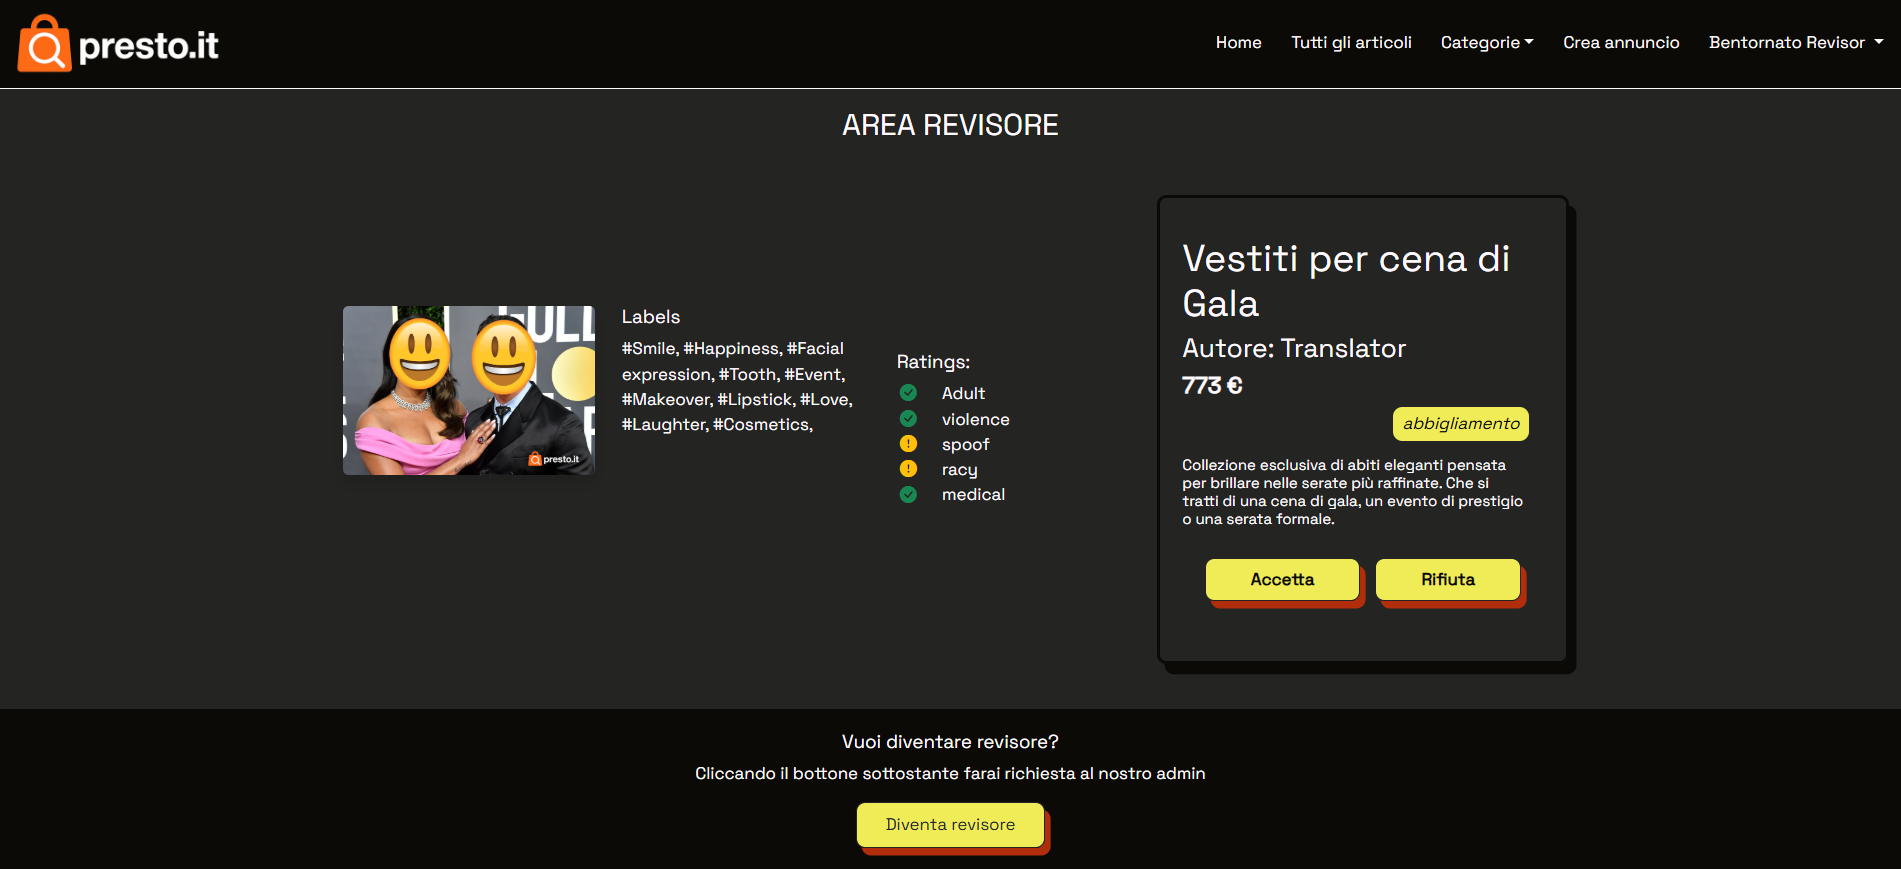 presto.it
Home
Tutti gli articoli
Categorie
Crea annuncio
Bentornato Revisor
AREA REVISORE
presto.it
Labels
#Smile, #Happiness, #Facial
expression, #Tooth, #Event,
#Makeover, #Lipstick, #Love,
#Laughter, #Cosmetics,
Ratings:
Adult
violence
spoof
racy
medical
Vestiti per cena di
Gala
Autore: Translator
773 €
abbigliamento
Collezione esclusiva di abiti eleganti pensata
per brillare nelle serate più raffinate. Che si
tratti di una cena di gala, un evento di prestigio
o una serata formale.
Accetta
Rifiuta
Vuoi diventare revisore?
Cliccando il bottone sottostante farai richiesta al nostro admin
Diventa revisore